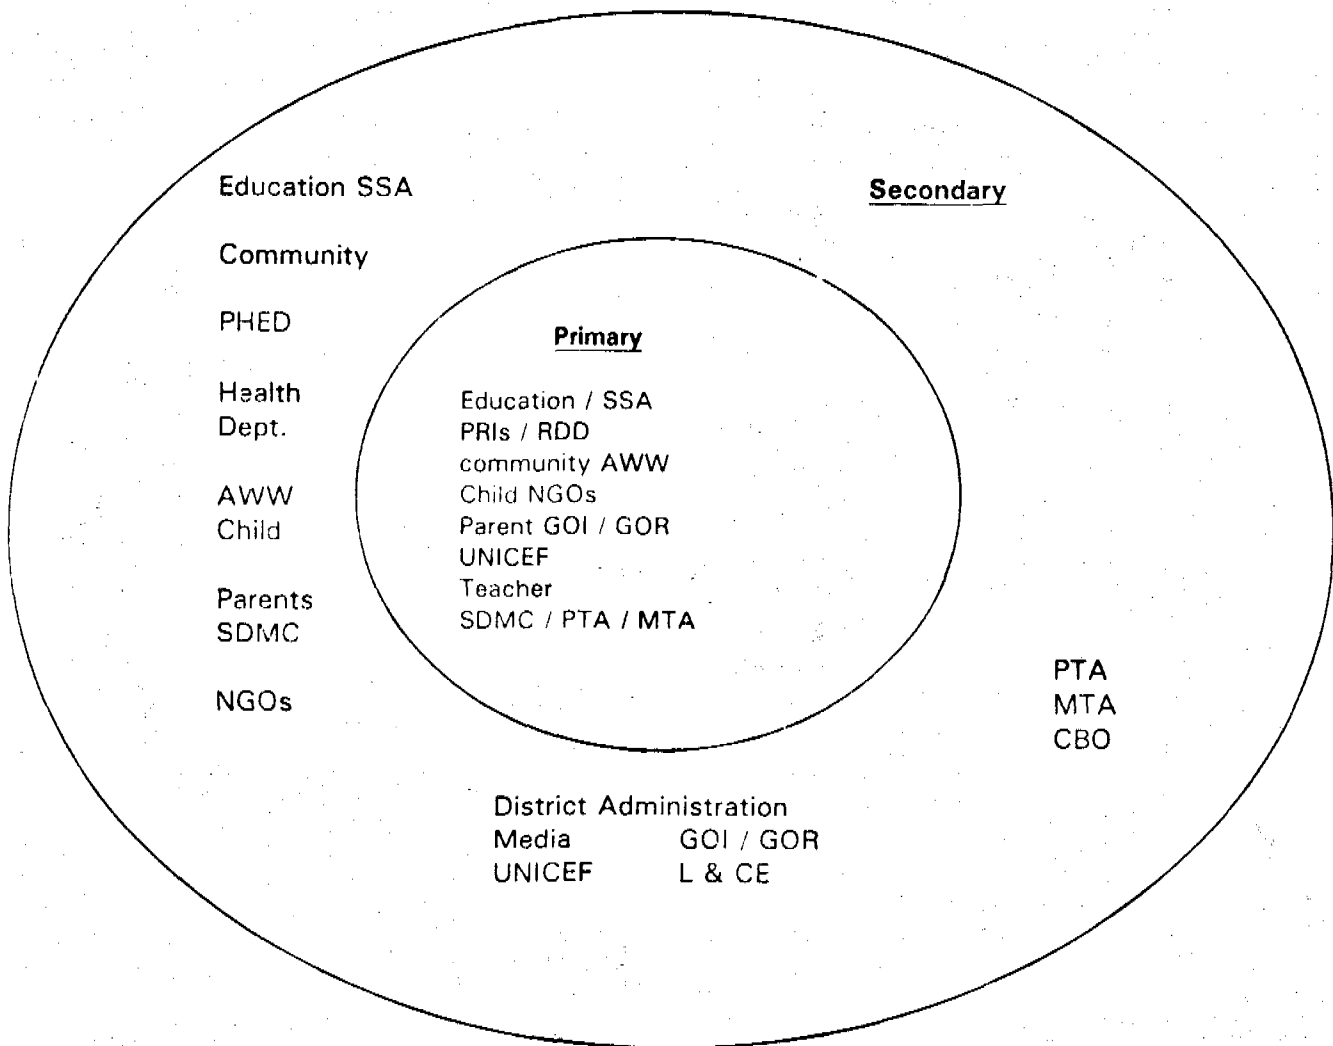 Education SSA
Secondary
Community
PHED
Health
Dept.
AWW
Child
Parents
SDMC
NGOs
Primary
Education / SSA
PRIs / RDD
community AWW
Child NGOs
Parent GOI / GOR
UNICEF
Teacher
SDMC / PTA / MTA
PTA
MTA
CBO
District Administration
Media GOI / GOR
UNICEF L & CE